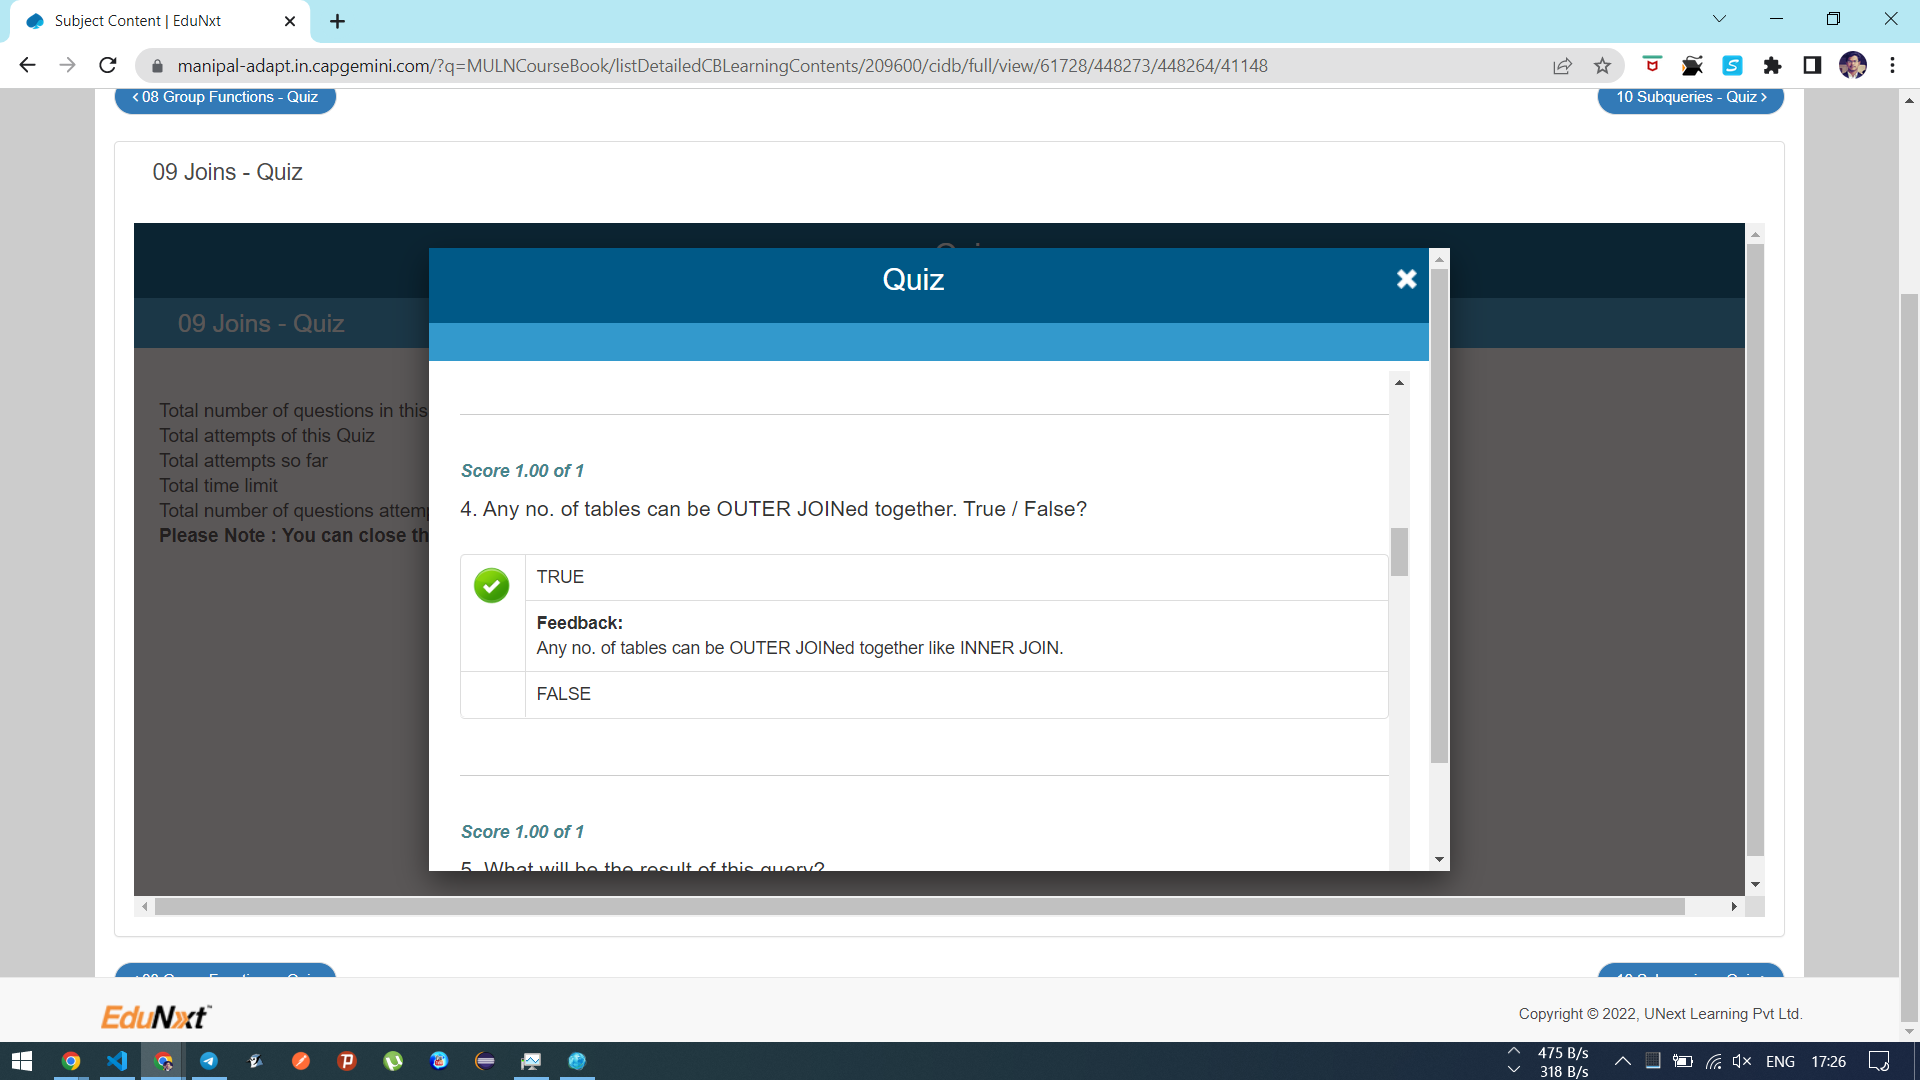 Subject Content | EduNxt
manipal-adapt.in.capgemini.com/?q=MULNCourseBook/listDetailedCBLearningContents/209600/cidb/full/view/61728/448273/448264/41148
< 08 Group Functions - Quiz
10 Subqueries - Quiz >
09 Joins - Quiz
Quiz
09 Joins - Quiz
Total number of questions in this
Total attempts of this Quiz
Total attempts so far
Total time limit
Total number of questions attem
Please Note : You can close th
Score 1.00 of 1
4. Any no. of tables can be OUTER JOINed together. True / False?
TRUE
Feedback:
Any no. of tables can be OUTER JOINed together like INNER JOIN.
FALSE
Score 1.00 of 1
5. What will be the result of this query?
EduNxt™
Copyright © 2022, UNext Learning Pvt Ltd.
475 B/s
318 B/s
ENG
17:26